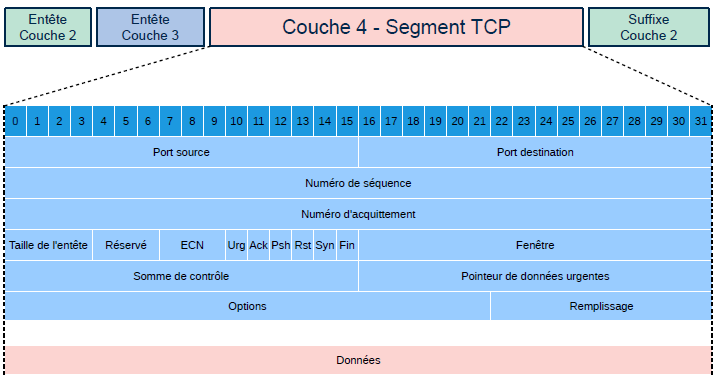 Entête Couche 2
Entête Couche 3
Couche 4 - Segment TCP
Suffixe Couche 2
0 1 2 3 4 5 6 7 8 9 10 11 12 13 14 15 16 17 18 19 20 21 22 23 24 25 26 27 28 29 30 31
Port source Port destination
Numéro de séquence
Numéro d'acquittement
Taille de l'entête Réservé ECN Urg Ack Psh Rst Syn Fin Fenêtre
Somme de contrôle Pointeur de données urgentes
Options Remplissage
Données